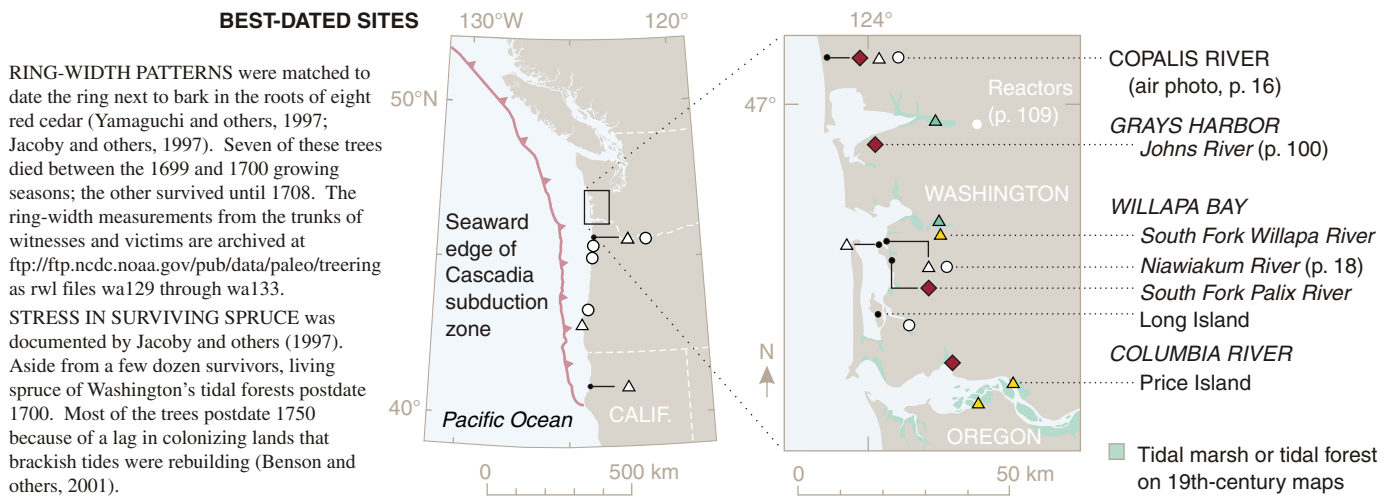 BEST-DATED SITES
RING-WIDTH PATTERNS were matched to
date the ring next to bark in the roots of eight
red cedar (Yamaguchi and others, 1997;
Jacoby and others, 1997).  Seven of these trees
died between the 1699 and 1700 growing
seasons; the other survived until 1708.  The
ring-width measurements from the trunks of
witnesses and victims are archived at
ftp://ftp.ncdc.noaa.gov/pub/data/paleo/treering
as rwl files wa129 through wa133.
STRESS IN SURVIVING SPRUCE was
documented by Jacoby and others (1997).
Aside from a few dozen survivors, living
spruce of Washington's tidal forests postdate
1700.  Most of the trees postdate 1750
because of a lag in colonizing lands that
brackish tides were rebuilding (Benson and
others, 2001).
130°W
120°
50°N
40°
Seaward
edge of
Cascadia
subduction
zone
Pacific Ocean
CALIF.
0
500 km
124°
47°
Reactors
(p. 109)
WASHINGTON
OREGON
N
0
50 km
COPALIS RIVER
(air photo, p. 16)
GRAYS HARBOR
Johns River (p. 100)
WILLAPA BAY
South Fork Willapa River
Niawiakum River (p. 18)
South Fork Palix River
Long Island
COLUMBIA RIVER
Price Island
Tidal marsh or tidal forest
on 19th-century maps